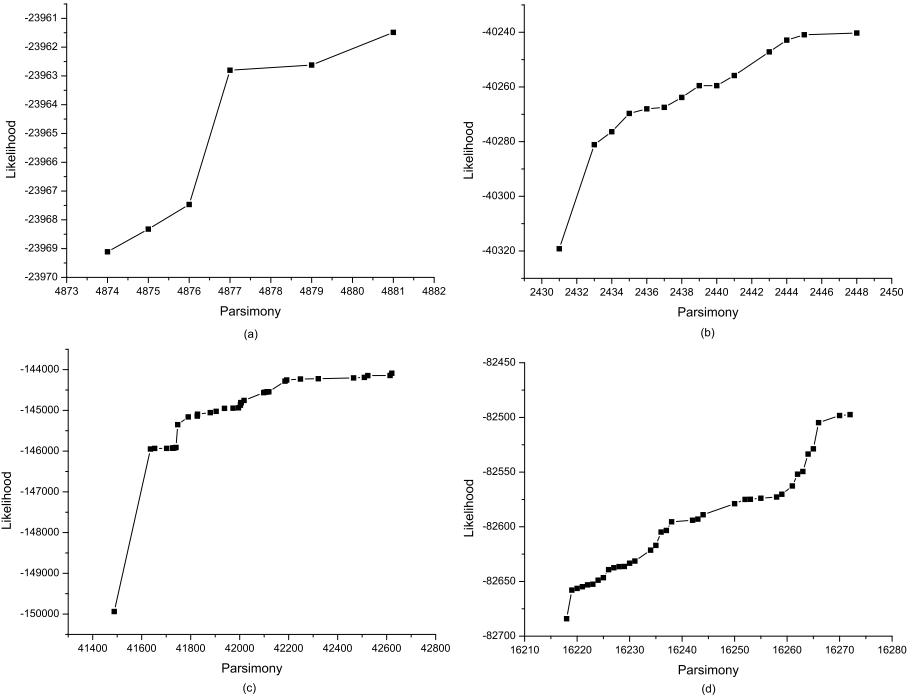 -23961
-23962
-23963
-23964
-23965
-23966
-23967
-23968
-23969
-23970
Likelihood
4873 4874 4875 4876 4877 4878 4879 4880 4881 4882
Parsimony
(a)
-40240
-40260
-40280
-40300
-40320
Likelihood
2430 2432 2434 2436 2438 2440 2442 2444 2446 2448 2450
Parsimony
(b)
-144000
-145000
-146000
-147000
-148000
-149000
-150000
Likelihood
41400 41600 41800 42000 42200 42400 42600 42800
Parsimony
(c)
-82450
-82500
-82550
-82600
-82650
-82700
Likelihood
16210 16220 16230 16240 16250 16260 16270 16280
Parsimony
(d)